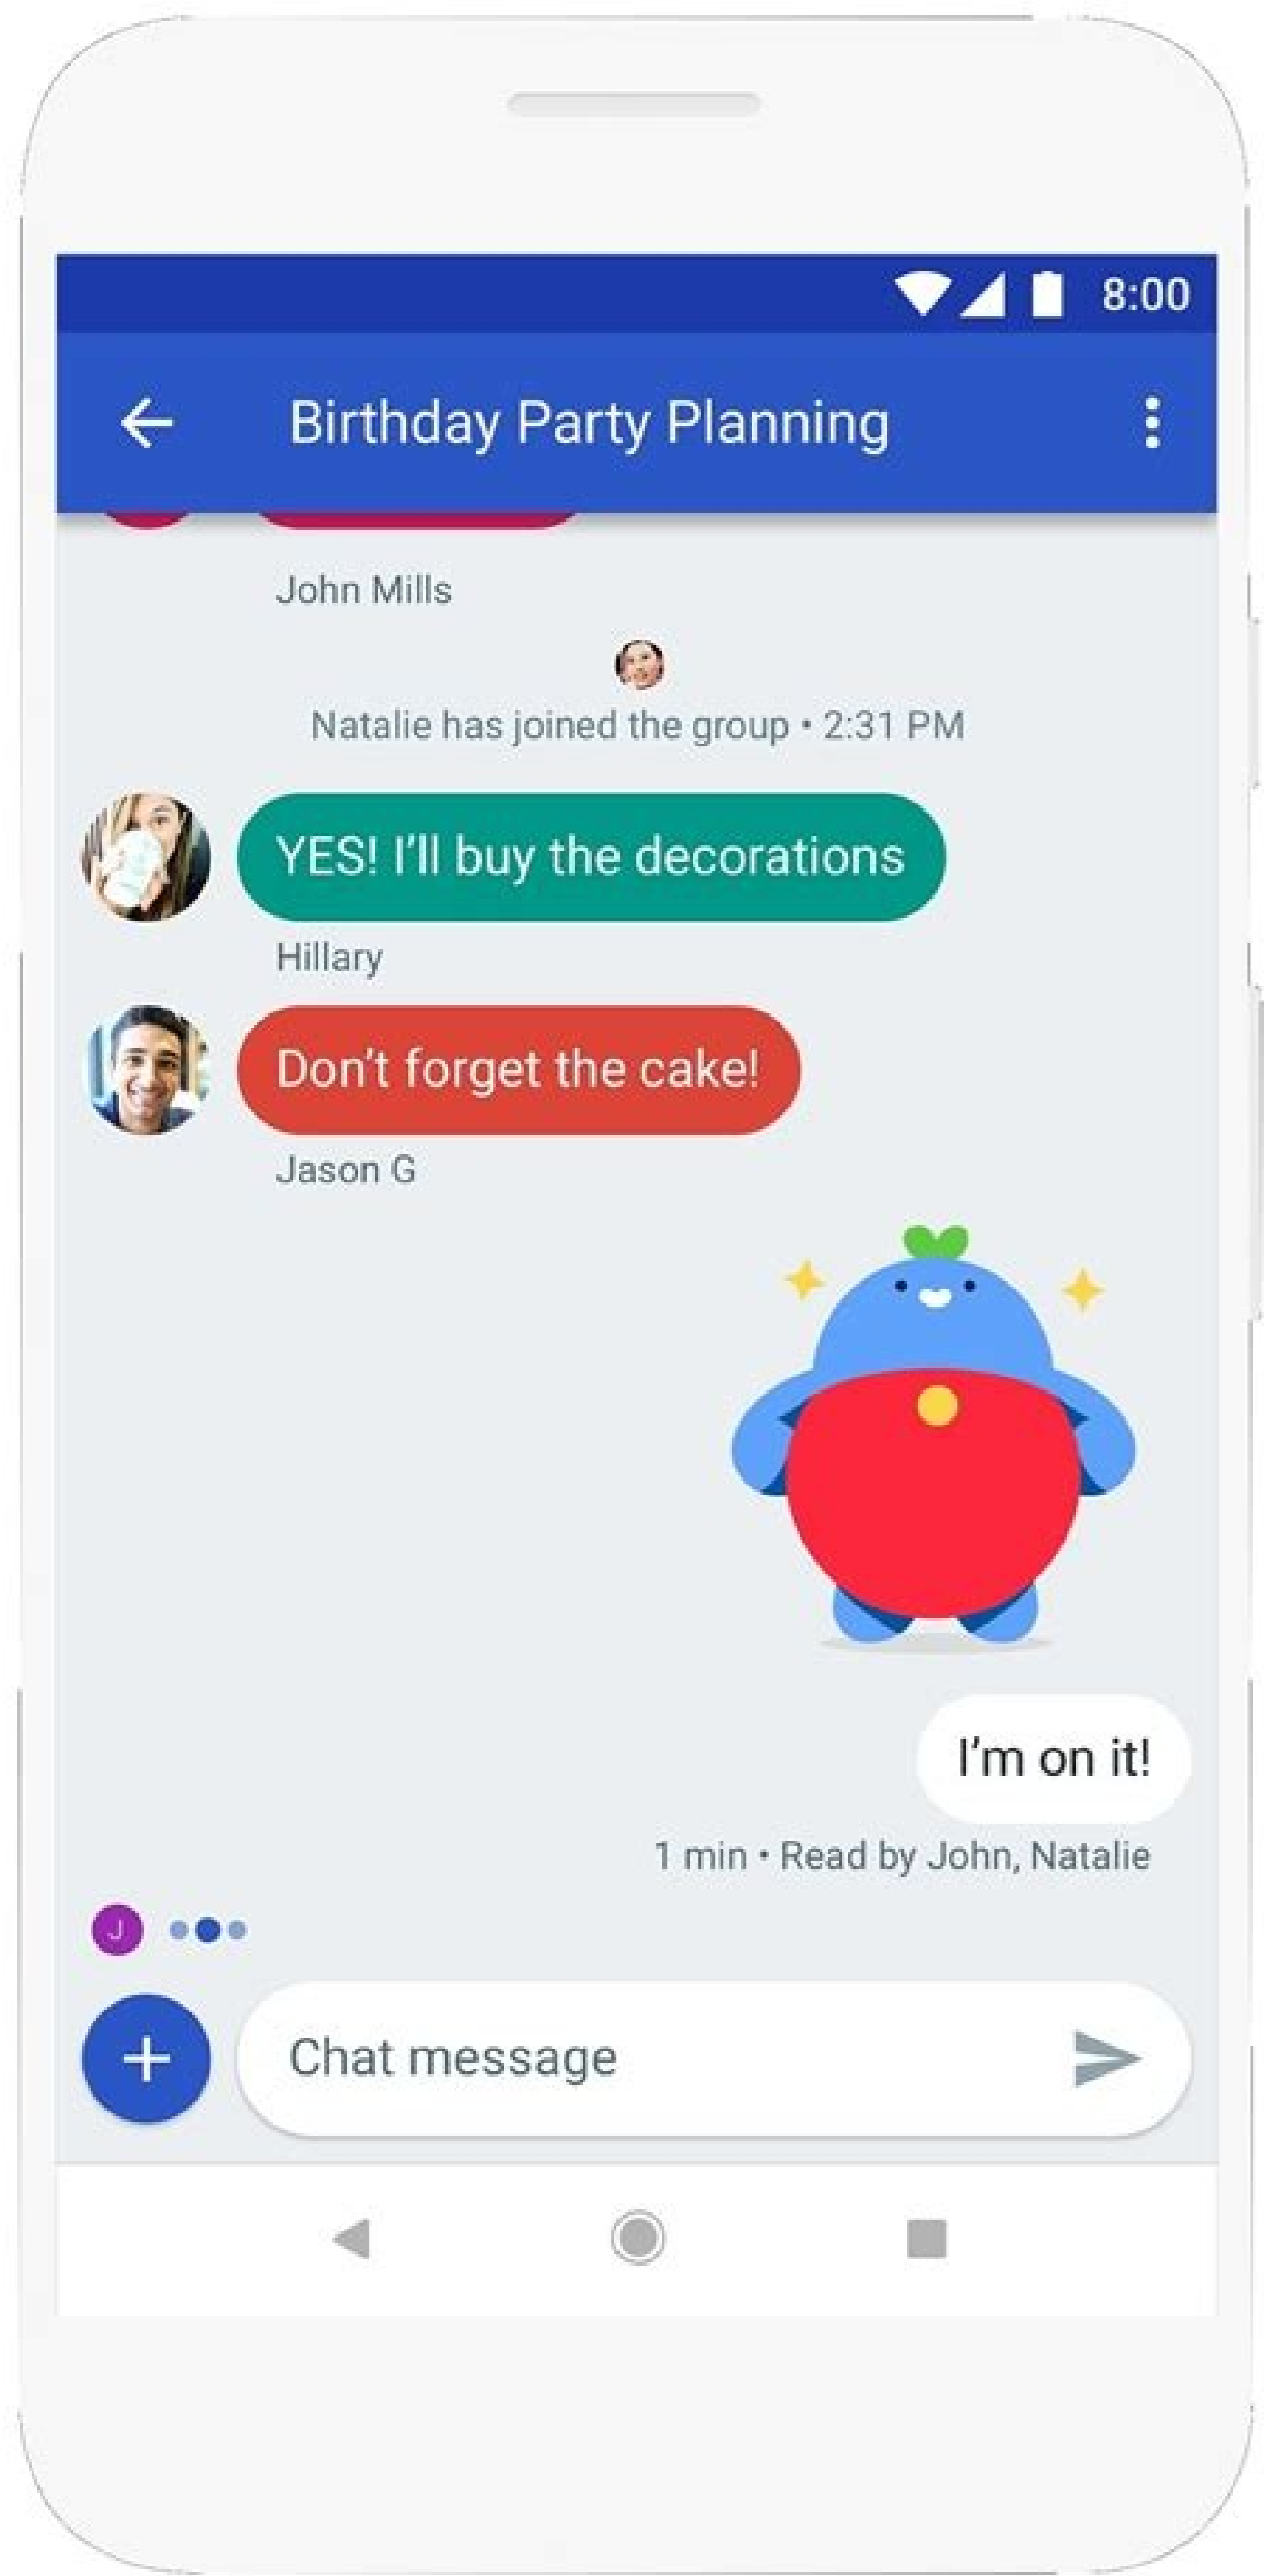 8:00
Birthday Party Planning
John Mills
Natalie has joined the group • 2:31 PM
YES! I'll buy the decorations
Hillary
Don't forget the cake!
Jason G
I'm on it!
1 min • Read by John, Natalie
J
Chat message